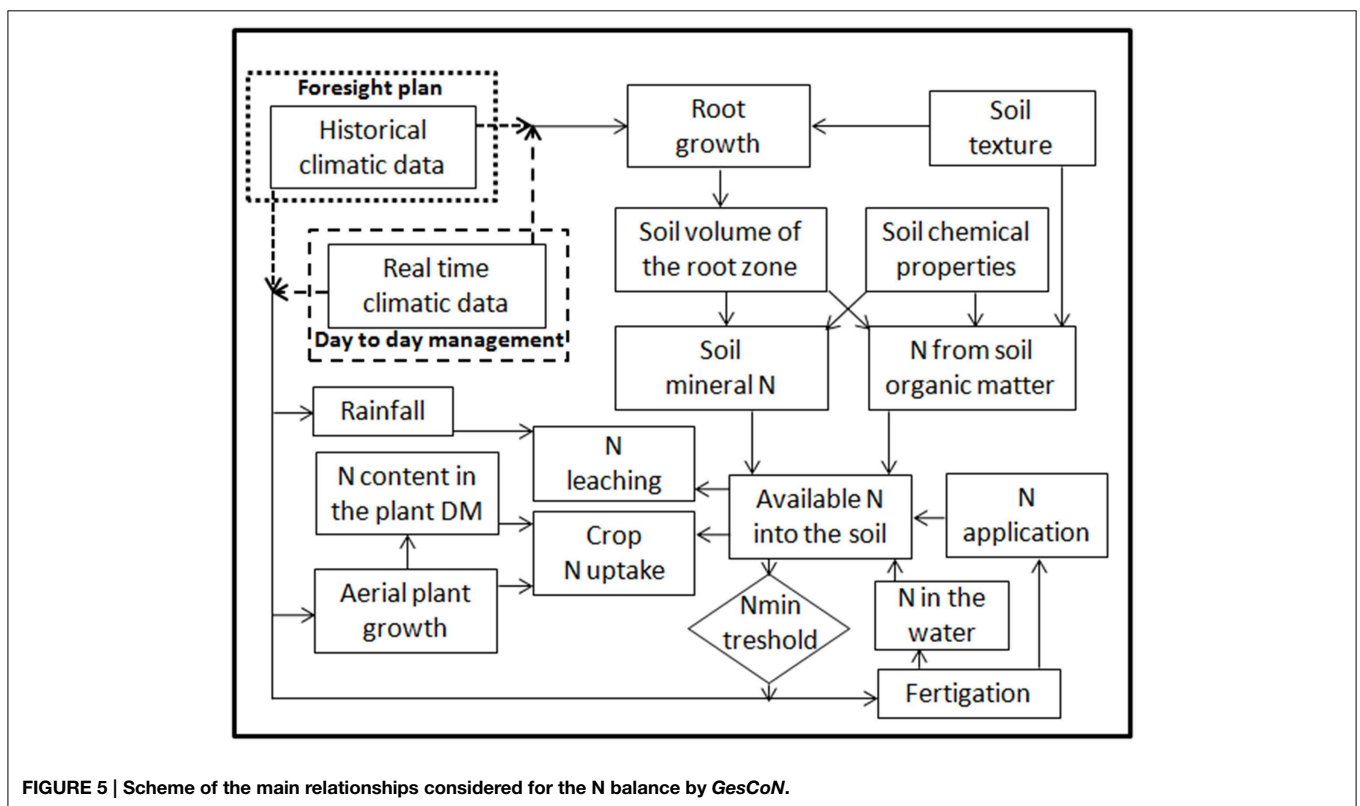 Foresight plan
Historical
climatic data
Root
growth
Soil
texture
Real time
climatic data
Day to day management
Soil volume of
the root zone
Soil chemical
properties
Soil
mineral N
N from soil
organic matter
Rainfall
N
leaching
N content in
the plant DM
Available N
into the soil
N
application
Crop
N uptake
Aerial plant
growth
Nmin
treshold
N in the
water
Fertigation
FIGURE 5 | Scheme of the main relationships considered for the N balance by GesCoN.